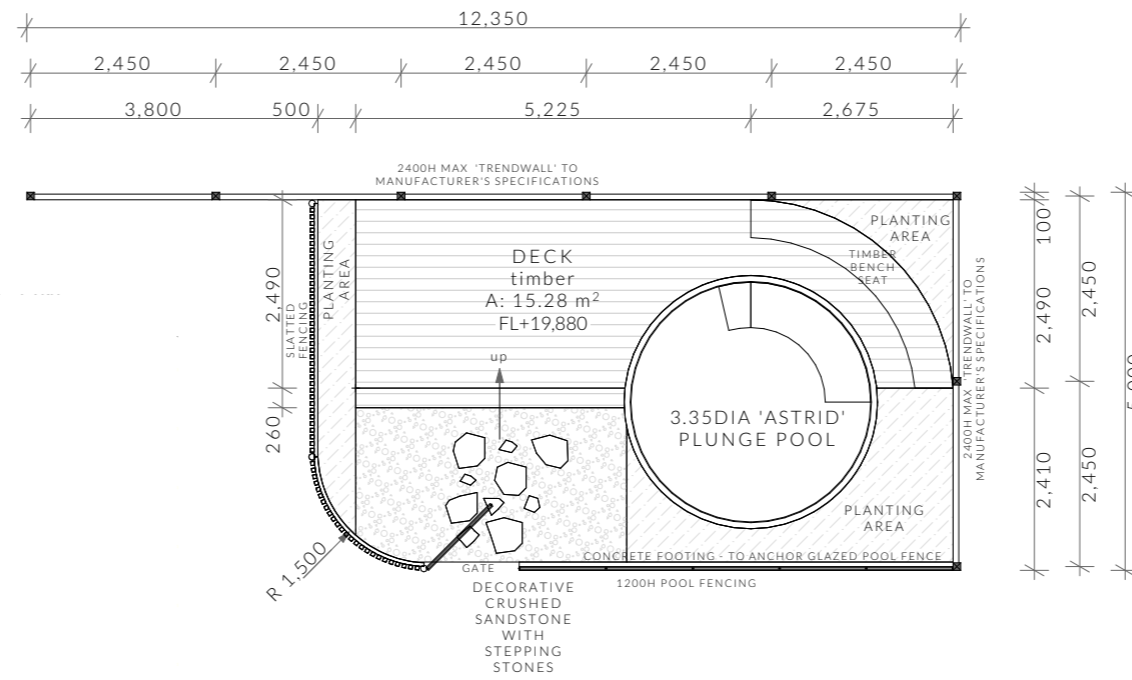 12,350
2,450
2,450
2,450
2,450
2,450
3,800
500
5,225
2,675
2400H MAX 'TRENDWALL' TO
MANUFACTURER'S SPECIFICATIONS
PLANTING
AREA
DECK
timber
A: 15.28 m²
FL+19,880
up
PLANTING
AREA
TIMBER
BENCH
SEAT
2,490
SLATTED
FENCING
260
3.35DIA 'ASTRID'
PLUNGE POOL
2400H MAX 'TRENDWALL' TO
MANUFACTURER'S SPECIFICATIONS
100
2,490
2,410
2,450
2,450
PLANTING
AREA
R 1,500
CONCRETE FOOTING - TO ANCHOR GLAZED POOL FENCE
GATE
1200H POOL FENCING
DECORATIVE
CRUSHED
SANDSTONE
WITH
STEPPING
STONES